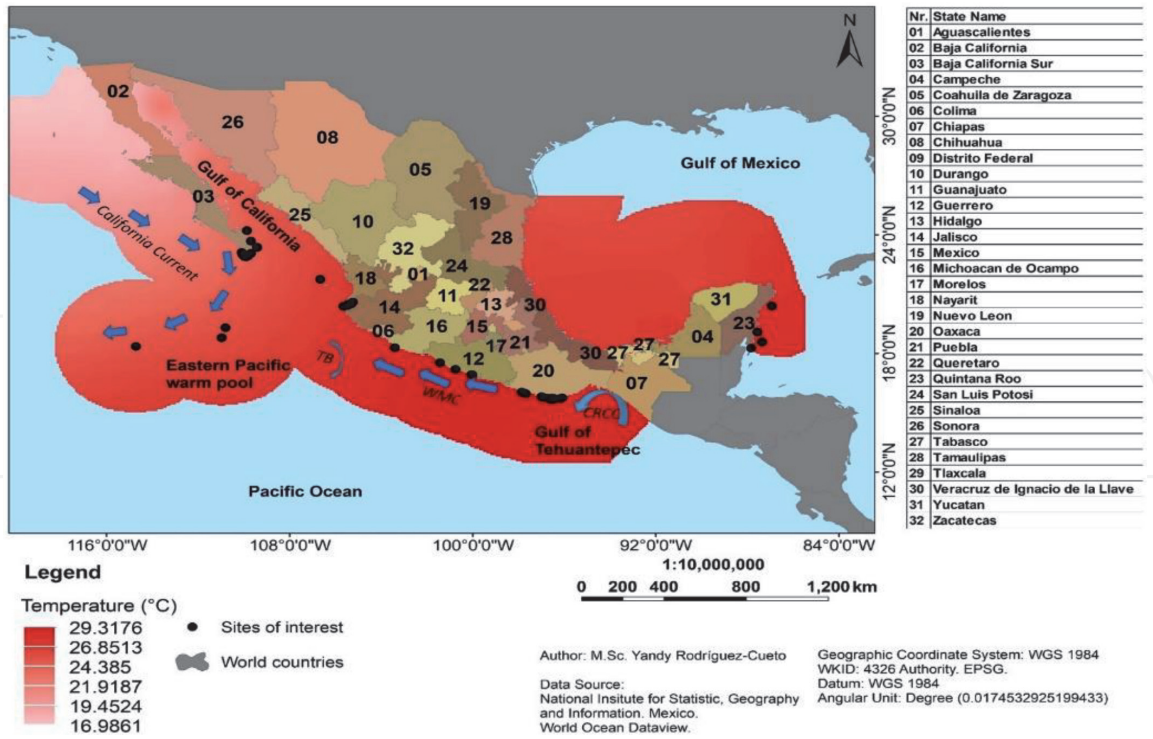 N
Gulf of Mexico
Gulf of California
California Current
Eastern Pacific
warm pool
TB
WMC
CRCG
Gulf of
Tehuantepec
Pacific Ocean
02
26
08
05
03
25
10
19
28
32
24
18
01
22
14
11
13
30
06
16
15
17
21
12
20
30
27
27
27
07
04
31
23
30°0'0"N
24°0'0"N
18°0'0"N
12°0'0"N
116°0'0"W 108°0'0"W 100°0'0"W 92°0'0"W 84°0'0"W
Nr. State Name
01 Aguascalientes
02 Baja California
03 Baja California Sur
04 Campeche
05 Coahuila de Zaragoza
06 Colima
07 Chiapas
08 Chihuahua
09 Distrito Federal
10 Durango
11 Guanajuato
12 Guerrero
13 Hidalgo
14 Jalisco
15 Mexico
16 Michoacan de Ocampo
17 Morelos
18 Nayarit
19 Nuevo Leon
20 Oaxaca
21 Puebla
22 Queretaro
23 Quintana Roo
24 San Luis Potosi
25 Sinaloa
26 Sonora
27 Tabasco
28 Tamaulipas
29 Tlaxcala
30 Veracruz de Ignacio de la Llave
31 Yucatan
32 Zacatecas
Legend
Temperature (°C)
29.3176
26.8513
24.385
21.9187
19.4524
16.9861
Sites of interest
World countries
1:10,000,000
0 200 400 800 1,200 km
Author: M.Sc. Yandy Rodríguez-Cueto
Data Source:
National Insitute for Statistic, Geography
and Information. Mexico.
World Ocean Dataview.
Geographic Coordinate System: WGS 1984
WKID: 4326 Authority. EPSG.
Datum: WGS 1984
Angular Unit: Degree (0.0174532925199433)